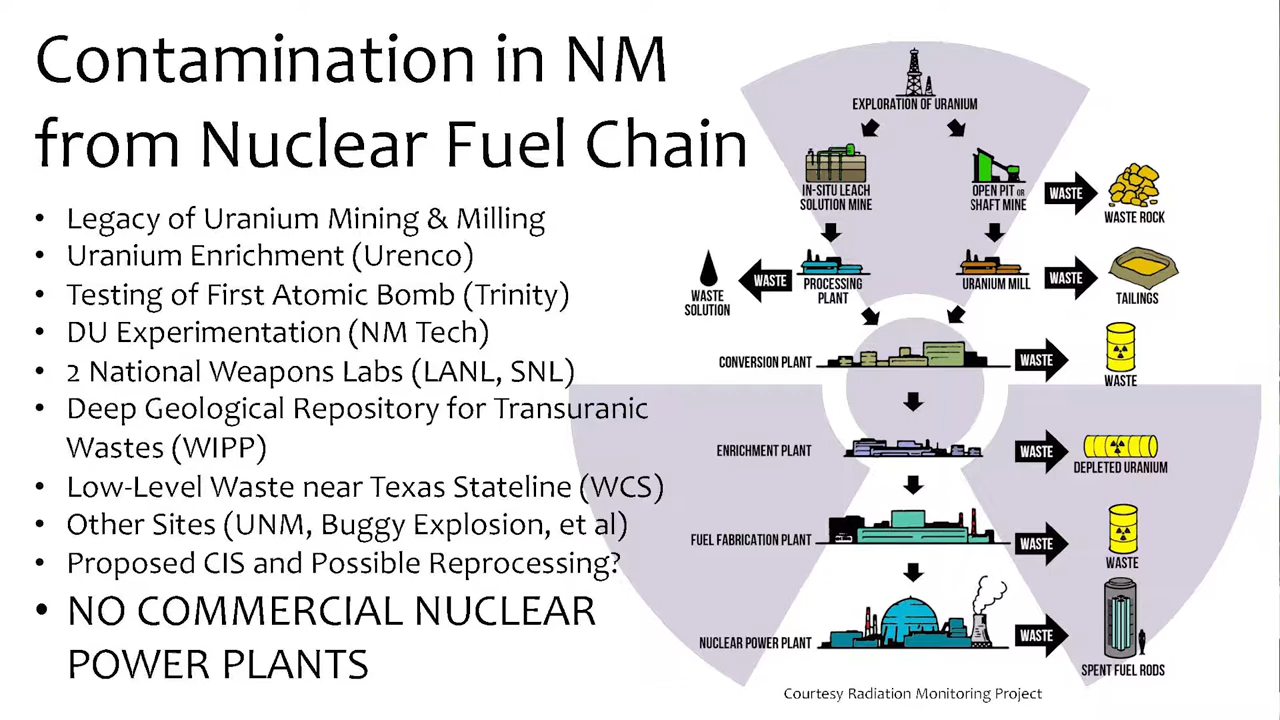 Contamination in NM
from Nuclear Fuel Chain
• Legacy of Uranium Mining & Milling
• Uranium Enrichment (Urenco)
• Testing of First Atomic Bomb (Trinity)
• DU Experimentation (NM Tech)
• 2 National Weapons Labs (LANL, SNL)
• Deep Geological Repository for Transuranic
Wastes (WIPP)
• Low-Level Waste near Texas Stateline (WCS)
• Other Sites (UNM, Buggy Explosion, et al)
• Proposed CIS and Possible Reprocessing?
• NO COMMERCIAL NUCLEAR
POWER PLANTS
EXPLORATION OF URANIUM
IN-SITU LEACH
SOLUTION MINE
OPEN PIT OR
SHAFT MINE
WASTE
WASTE ROCK
WASTE
SOLUTION
WASTE
PROCESSING
PLANT
URANIUM MILL
WASTE
TAILINGS
CONVERSION PLANT
WASTE
WASTE
ENRICHMENT PLANT
WASTE
DEPLETED URANIUM
FUEL FABRICATION PLANT
WASTE
WASTE
NUCLEAR POWER PLANT
WASTE
SPENT FUEL RODS
Courtesy Radiation Monitoring Project